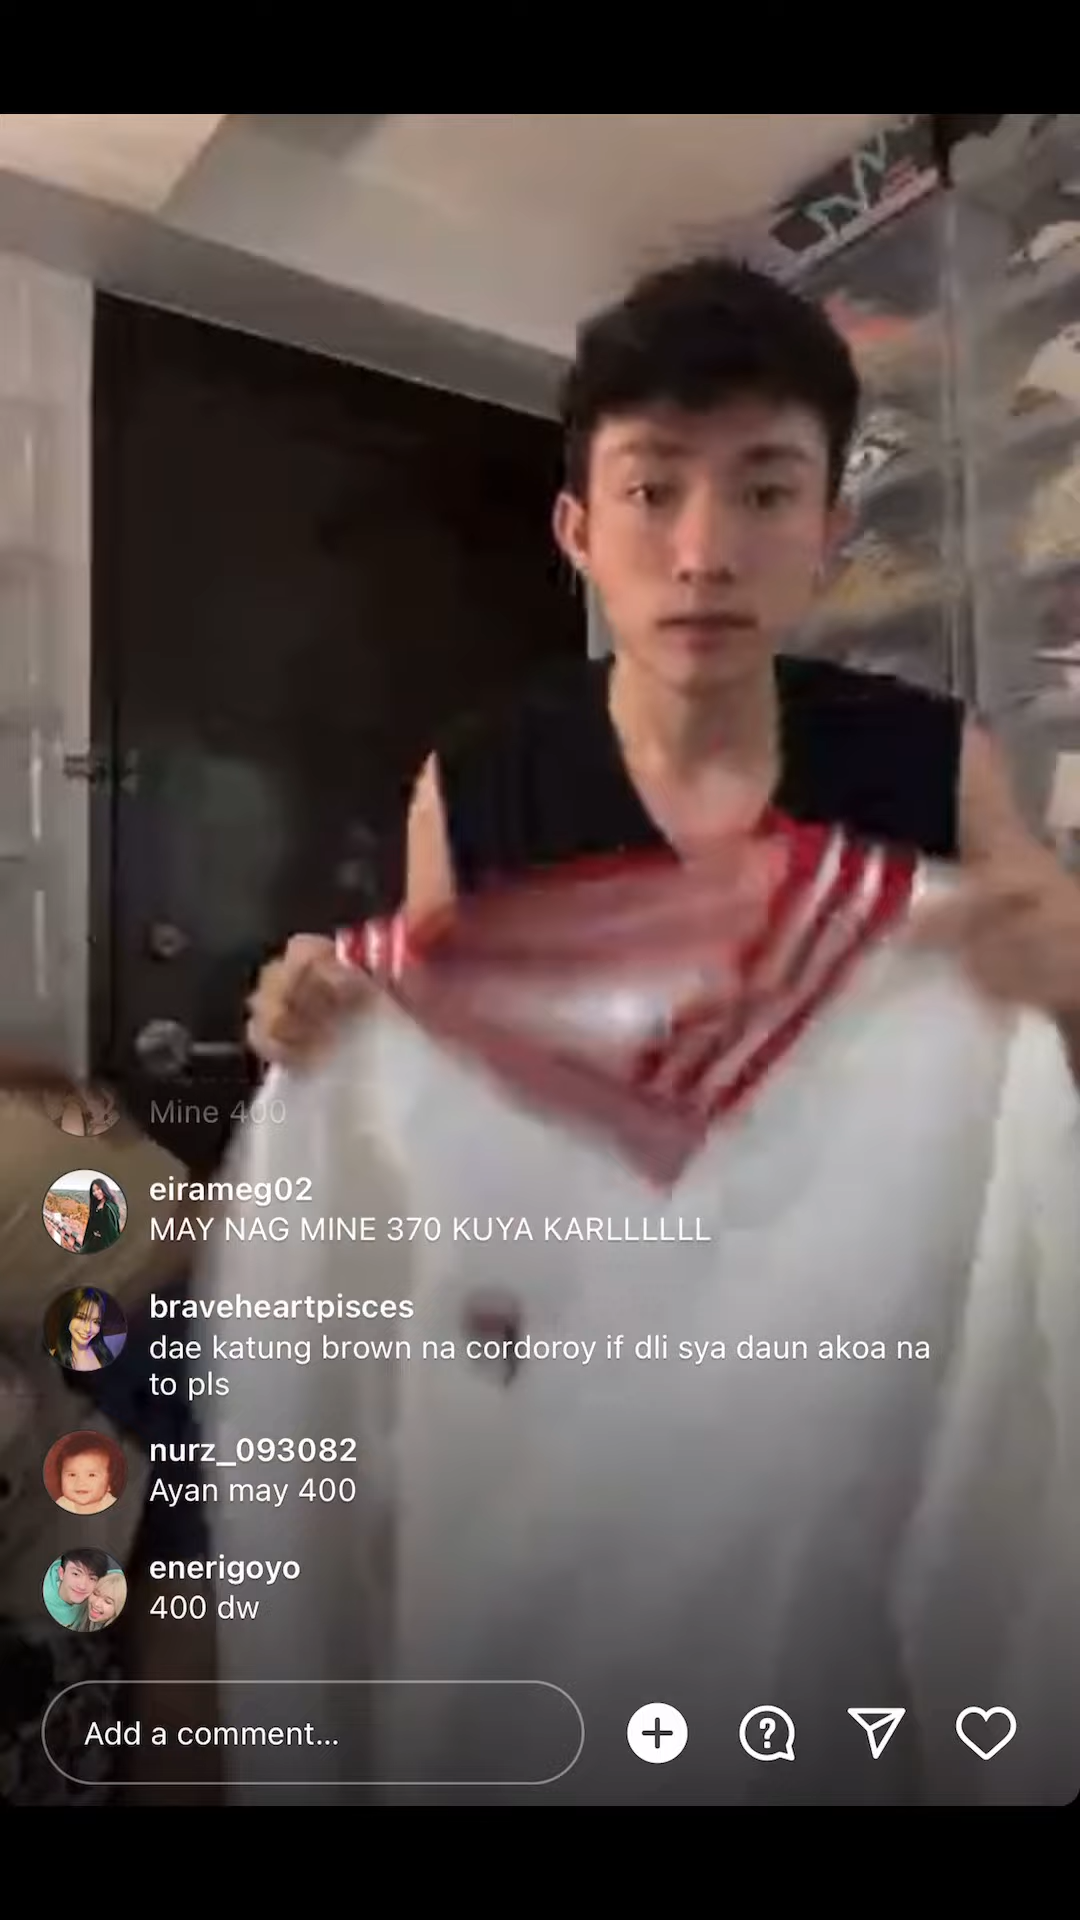 Mine 400
eirameg02
MAY NAG MINE 370 KUYA KARLLLLLL
braveheartpisces
dae katung brown na cordoroy if dli sya daun akoa na
to pls
nurz_093082
Ayan may 400
enerigoyo
400 dw
Add a comment...